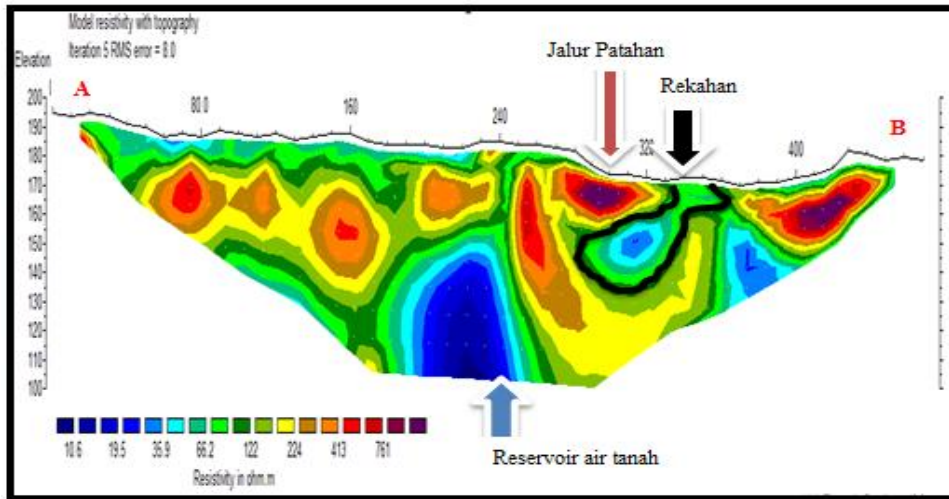 Model resistivity with topography
Iteration 5 RMS error = 8.0
Elevation
Jalur Patahan
Rekahan
A
B
80.0 160 240 320 400
200
190
180
170
160
150
140
130
120
110
100
10.6 19.5 35.9 66.2 122 224 413 761
Resistivity in ohm.m
Reservoir air tanah